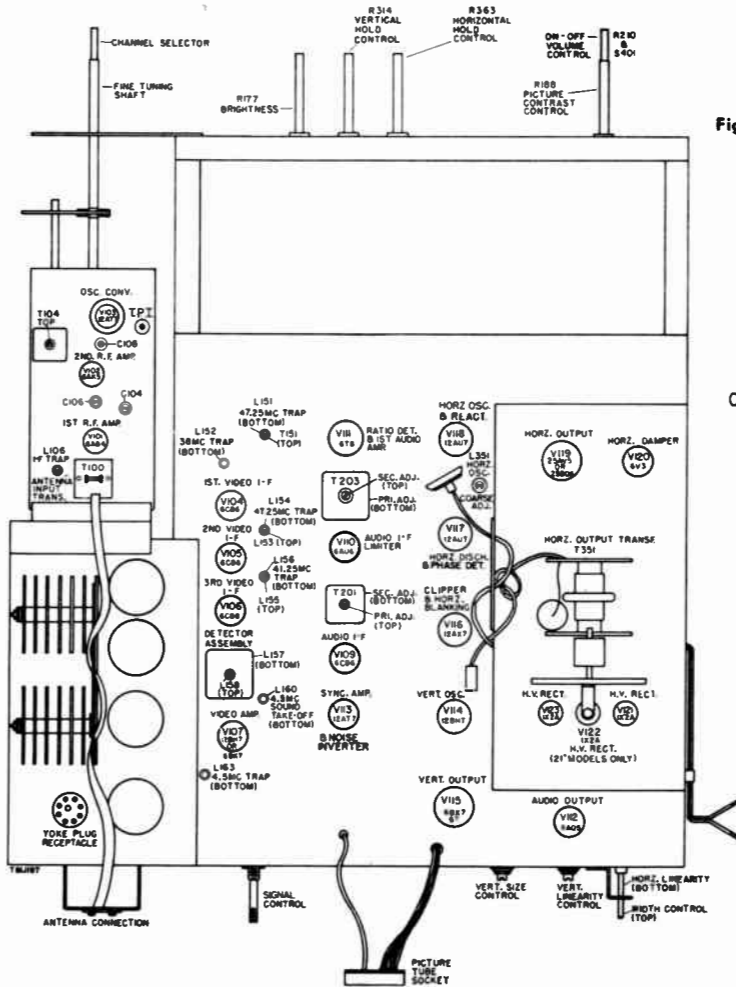 CHANNEL SELECTOR
FINE TUNING
SHAFT
R314
VERTICAL
HOLD
CONTROL
R363
HORIZONTAL
HOLD
CONTROL
R177
BRIGHTNESS
ON-OFF
VOLUME
CONTROL
R210
&
S401
R188
PICTURE
CONTRAST
CONTROL
Fig
OSC. CONV.
V103
12AT7
T.P.1
T104
TOP
C108
2ND. R.F. AMP.
V102
6AK5
C106
C104
1ST R.F. AMP.
V101
6AB4
L106
I-F TRAP
T100
ANTENNA
INPUT
TRANS.
L151
47.25MC TRAP
(BOTTOM)
T151
(TOP)
L152
38MC TRAP
(BOTTOM)
1ST. VIDEO I-F
V104
6CB6
L154
47.25MC TRAP
(BOTTOM)
L153 (TOP)
2ND VIDEO
I-F
V105
6CB6
L156
41.25MC
TRAP
(BOTTOM)
L155
(TOP)
3RD VIDEO
I-F
V106
6CB6
DETECTOR
ASSEMBLY
L157
(BOTTOM)
L158
(TOP)
L160
4.5MC
SOUND
TAKE-OFF
(BOTTOM)
VIDEO AMP.
V107
12BH7
OR
6BK7
L163
4.5MC TRAP
(BOTTOM)
V111
6T8
RATIO DET.
& 1ST AUDIO
AMP.
T203
SEC. ADJ.
(TOP)
PRI. ADJ.
(BOTTOM)
V110
6AU6
AUDIO I-F
LIMITER
T201
SEC. ADJ.
(BOTTOM)
PRI. ADJ.
(TOP)
AUDIO I-F
V109
6CB6
SYNC. AMP.
V113
12AT7
& NOISE
INVERTER
HORZ. OSC.
& REACT.
V118
12AU7
L351
HORZ.
OSC.
COARSE
ADJ.
V117
12AU7
HORZ. DISCH.
& PHASE DET.
CLIPPER
& HORZ.
BLANKING
V116
12AX7
VERT. OSC.
V114
12BH7
VERT. OUTPUT
V115
HORZ. OUTPUT
V119
OR
HORZ. DAMPER
V120
6V3
HORZ. OUTPUT TRANSF.
T351
H.V. RECT.
V123
1X2A
H.V. RECT.
V121
1X2A
V122
1X2A
H.V. RECT.
(21" MODELS ONLY)
AUDIO OUTPUT
V112
6AQ5
YOKE PLUG
RECEPTACLE
ANTENNA CONNECTION
SIGNAL
CONTROL
VERT. SIZE
CONTROL
VERT.
LINEARITY
CONTROL
HORZ. LINEARITY
(BOTTOM)
WIDTH CONTROL
(TOP)
PICTURE
TUBE
SOCKET